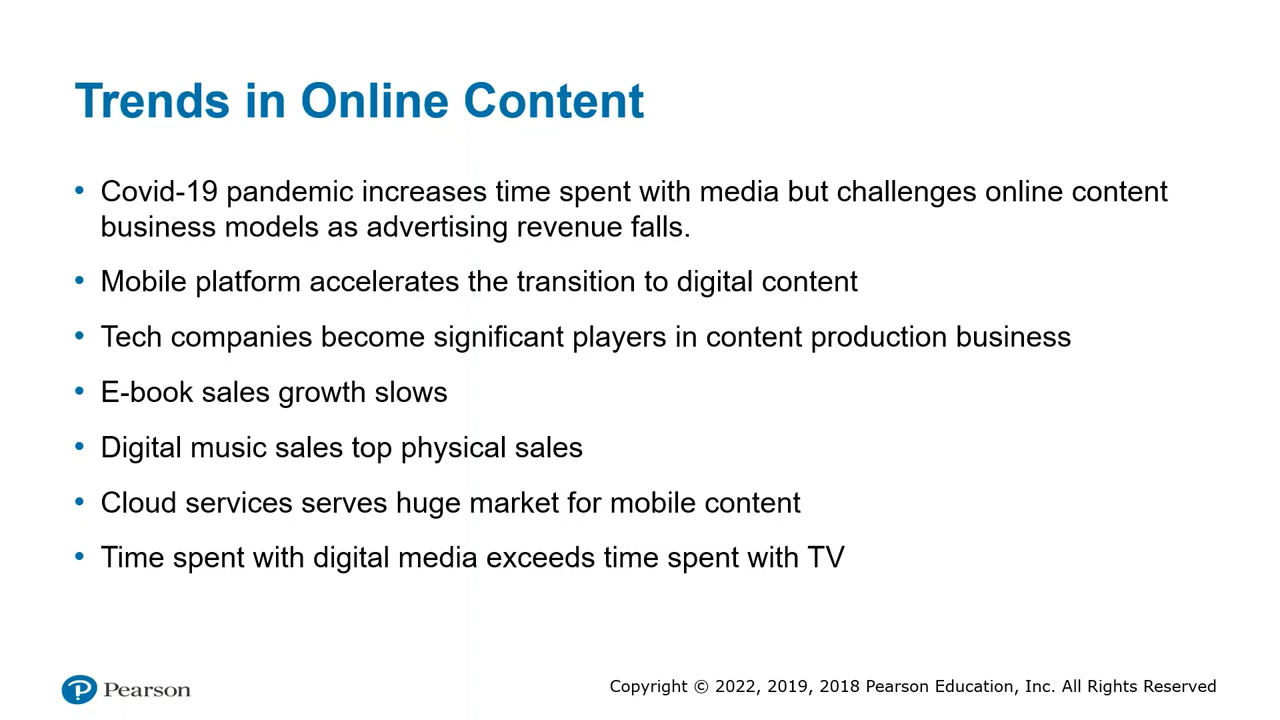 Trends in Online Content
• Covid-19 pandemic increases time spent with media but challenges online content
business models as advertising revenue falls.
• Mobile platform accelerates the transition to digital content
• Tech companies become significant players in content production business
• E-book sales growth slows
• Digital music sales top physical sales
• Cloud services serves huge market for mobile content
• Time spent with digital media exceeds time spent with TV
Pearson
Copyright © 2022, 2019, 2018 Pearson Education, Inc. All Rights Reserved